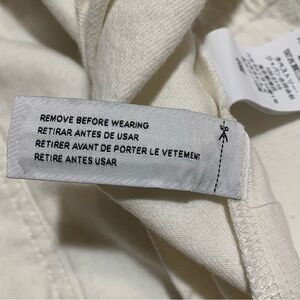 REMOVE BEFORE WEARING
RETIRAR ANTES DE USAR
RETIRER AVANT DE PORTER LE VETEMENT
RETIRE ANTES USAR